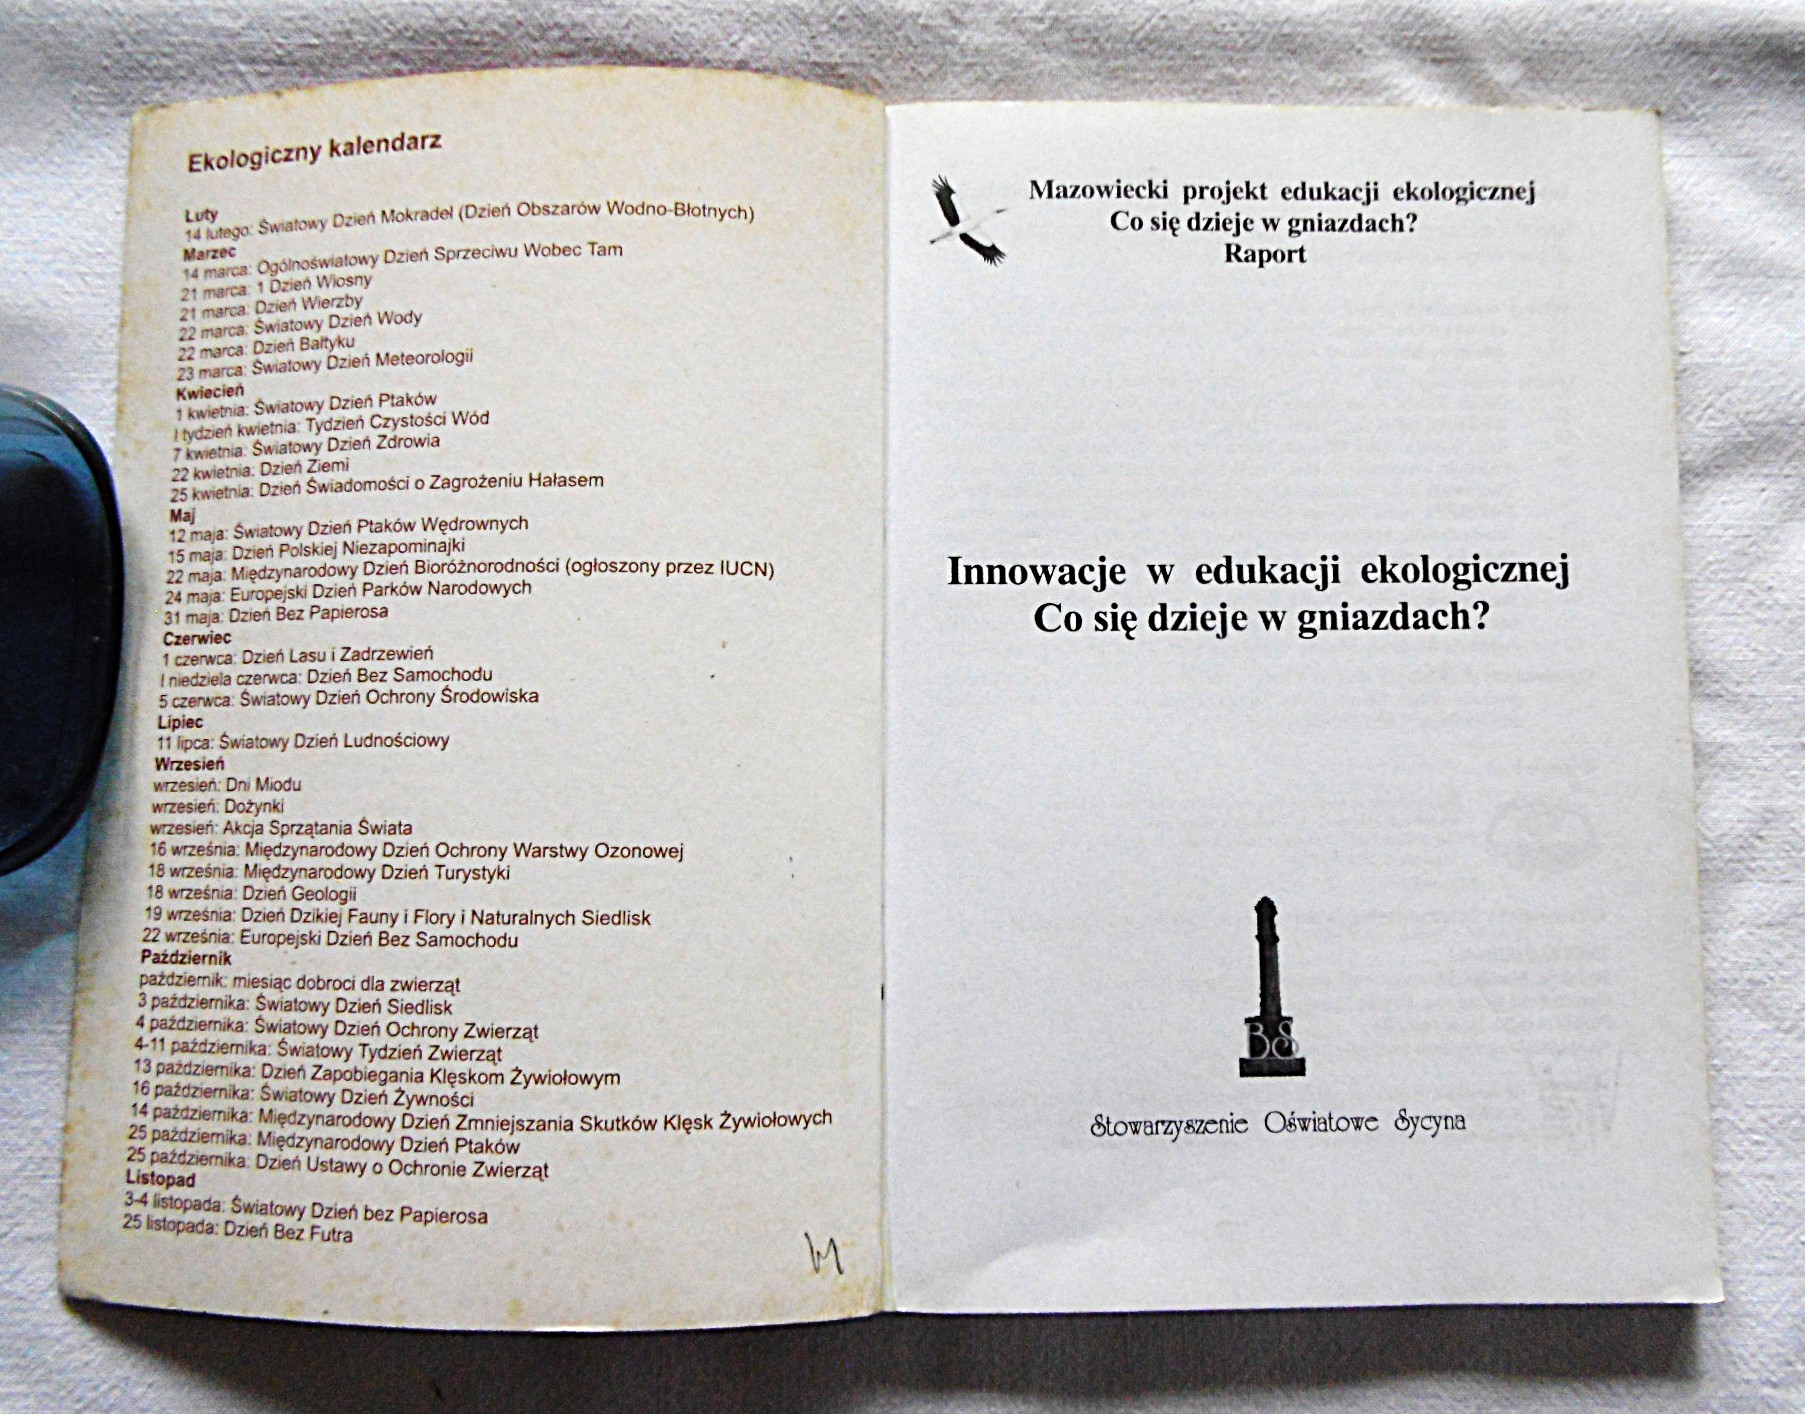 Ekologiczny kalendarz
Luty
14 lutego: Światowy Dzień Mokradeł (Dzień Obszarów Wodno-Błotnych)
Marzec
14 marca: Ogólnoświatowy Dzień Sprzeciwu Wobec Tam
21 marca: 1 Dzień Wiosny
21 marca: Dzień Wierzby
22 marca: Światowy Dzień Wody
22 marca: Dzień Bałtyku
23 marca: Światowy Dzień Meteorologii
Kwiecień
1 kwietnia: Światowy Dzień Ptaków
I tydzień kwietnia: Tydzień Czystości Wód
7 kwietnia: Światowy Dzień Zdrowia
22 kwietnia: Dzień Ziemi
25 kwietnia: Dzień Świadomości o Zagrożeniu Hałasem
Maj
12 maja: Światowy Dzień Ptaków Wędrownych
15 maja: Dzień Polskiej Niezapominajki
22 maja: Międzynarodowy Dzień Bioróżnorodności (ogłoszony przez IUCN)
24 maja: Europejski Dzień Parków Narodowych
31 maja: Dzień Bez Papierosa
Czerwiec
1 czerwca: Dzień Lasu i Zadrzewień
I niedziela czerwca: Dzień Bez Samochodu
5 czerwca: Światowy Dzień Ochrony Środowiska
Lipiec
11 lipca: Światowy Dzień Ludnościowy
Wrzesień
wrzesień: Dni Miodu
wrzesień: Dożynki
wrzesień: Akcja Sprzątania Świata
16 września: Międzynarodowy Dzień Ochrony Warstwy Ozonowej
18 września: Międzynarodowy Dzień Turystyki
18 września: Dzień Geologii
19 września: Dzień Dzikiej Fauny i Flory i Naturalnych Siedlisk
22 września: Europejski Dzień Bez Samochodu
Październik
październik: miesiąc dobroci dla zwierząt
3 października: Światowy Dzień Siedlisk
4 października: Światowy Dzień Ochrony Zwierząt
4-11 października: Światowy Tydzień Zwierząt
13 października: Dzień Zapobiegania Klęskom Żywiołowym
16 października: Światowy Dzień Żywności
14 października: Międzynarodowy Dzień Zmniejszania Skutków Klęsk Żywiołowych
25 października: Międzynarodowy Dzień Ptaków
25 października: Dzień Ustawy o Ochronie Zwierząt
Listopad
3-4 listopada: Światowy Dzień bez Papierosa
25 listopada: Dzień Bez Futra
Mazowiecki projekt edukacji ekologicznej
Co się dzieje w gniazdach?
Raport
Innowacje w edukacji ekologicznej
Co się dzieje w gniazdach?
BS
Stowarzyszenie Oświatowe Sycyna